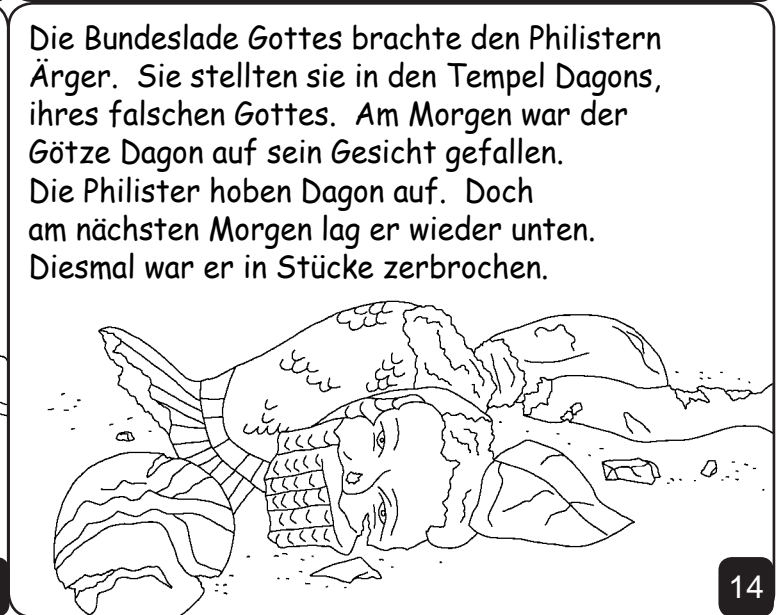 Die Bundeslade Gottes brachte den Philistern
Ärger. Sie stellten sie in den Tempel Dagons,
ihres falschen Gottes. Am Morgen war der
Götze Dagon auf sein Gesicht gefallen.
Die Philister hoben Dagon auf. Doch
am nächsten Morgen lag er wieder unten.
Diesmal war er in Stücke zerbrochen.
14